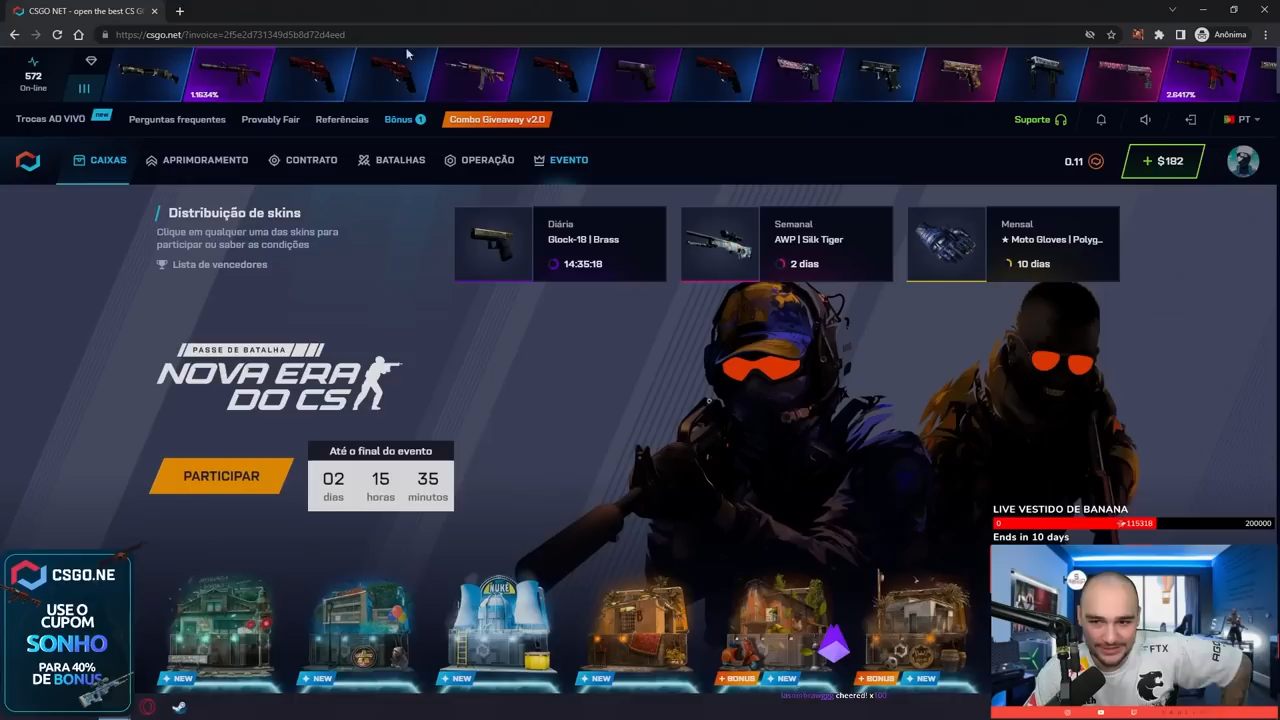 CSGO NET - open the best CS G
https://csgo.net/?invoice=2f5e2d731349d5b8d72d4eed
Anônima
572
On-line
1.1634%
2.6417%
Trocas AO VIVO
new
Perguntas frequentes
Provably Fair
Referências
Bônus 1
Combo Giveaway v2.0
Suporte
PT
CAIXAS
APRIMORAMENTO
CONTRATO
BATALHAS
OPERAÇÃO
EVENTO
0.11
+ $182
Distribuição de skins
Clique em qualquer uma das skins para
participar ou saber as condições
Lista de vencedores
Diária
Glock-18 | Brass
14:35:18
Semanal
AWP | Silk Tiger
2 dias
Mensal
★ Moto Gloves | Polyg...
10 dias
PASSE DE BATALHA
NOVA ERA
DO CS
PARTICIPAR
Até o final do evento
02 15 35
dias horas minutos
LIVE VESTIDO DE BANANA
0 115318 200000
Ends in 10 days
CSGO.NE
USE O
CUPOM
SONHO
PARA 40%
DE BONUS
NUKE
NEW
NEW
NEW
NEW
+ BONUS NEW
+ BONUS NEW
cheered! x100
FTX